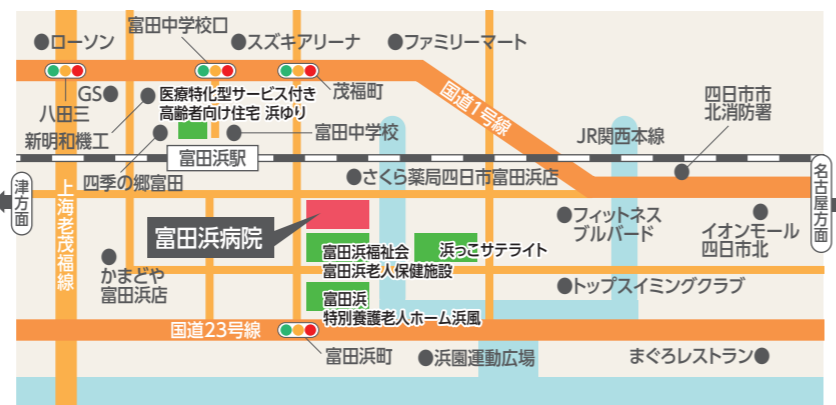 富田中学校口
●ローソン
●スズキアリーナ
●ファミリーマート
国道1号線
八田三
GS●
医療特化型サービス付き
高齢者向け住宅 浜ゆり
茂福町
四日市市
北消防署
新明和機工
富田中学校
JR関西本線
富田浜駅
四季の郷富田
●さくら薬局四日市富田浜店
津方面
名古屋方面
上海老茂福線
富田浜病院
●フィットネス
ブルバード
イオンモール
四日市北
富田浜福祉会
富田浜老人保健施設
浜っこサテライト
かまどや
富田浜店
●トップスイミングクラブ
富田浜
特別養護老人ホーム浜風
国道23号線
富田浜町
●浜園運動広場
まぐろレストラン●